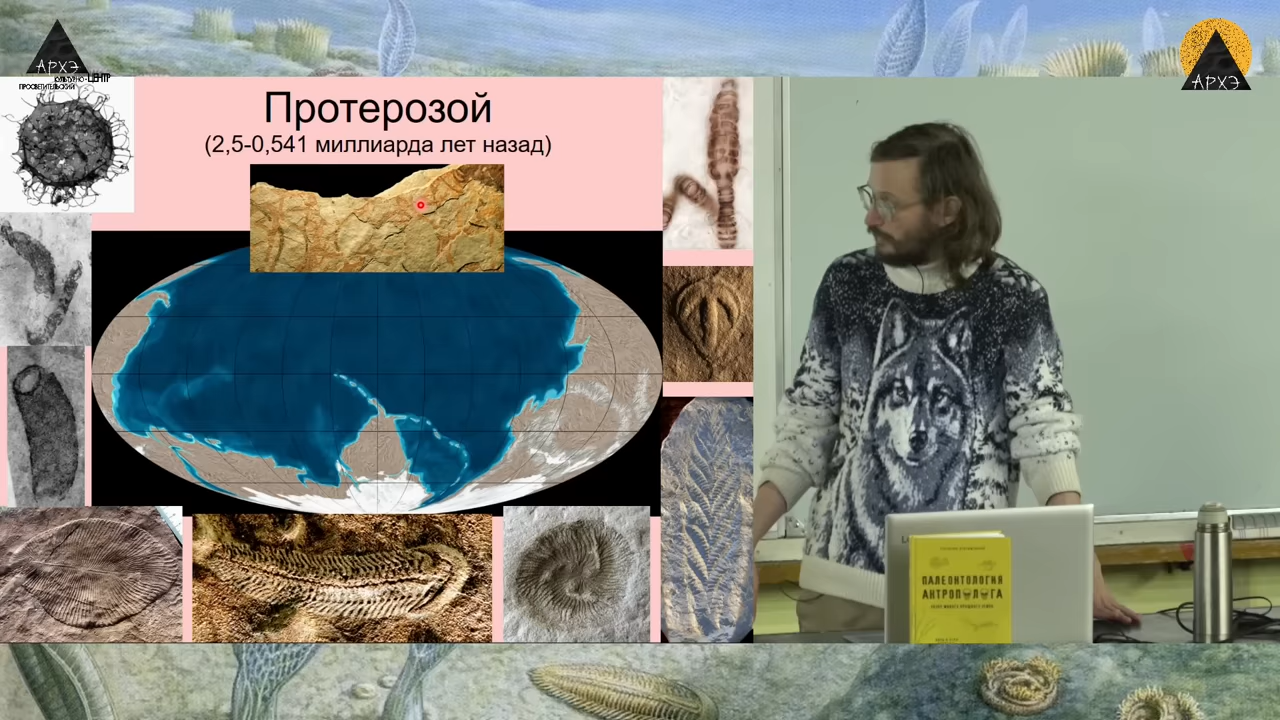 АРХЭ
КУЛЬТУРНО-ЦЕНТР
ПРОСВЕТИТЕЛЬСКИЙ
АРХЭ
Протерозой
(2,5-0,541 миллиарда лет назад)
ПАЛЕОНТОЛОГИЯ
АНТРОПОЛОГА